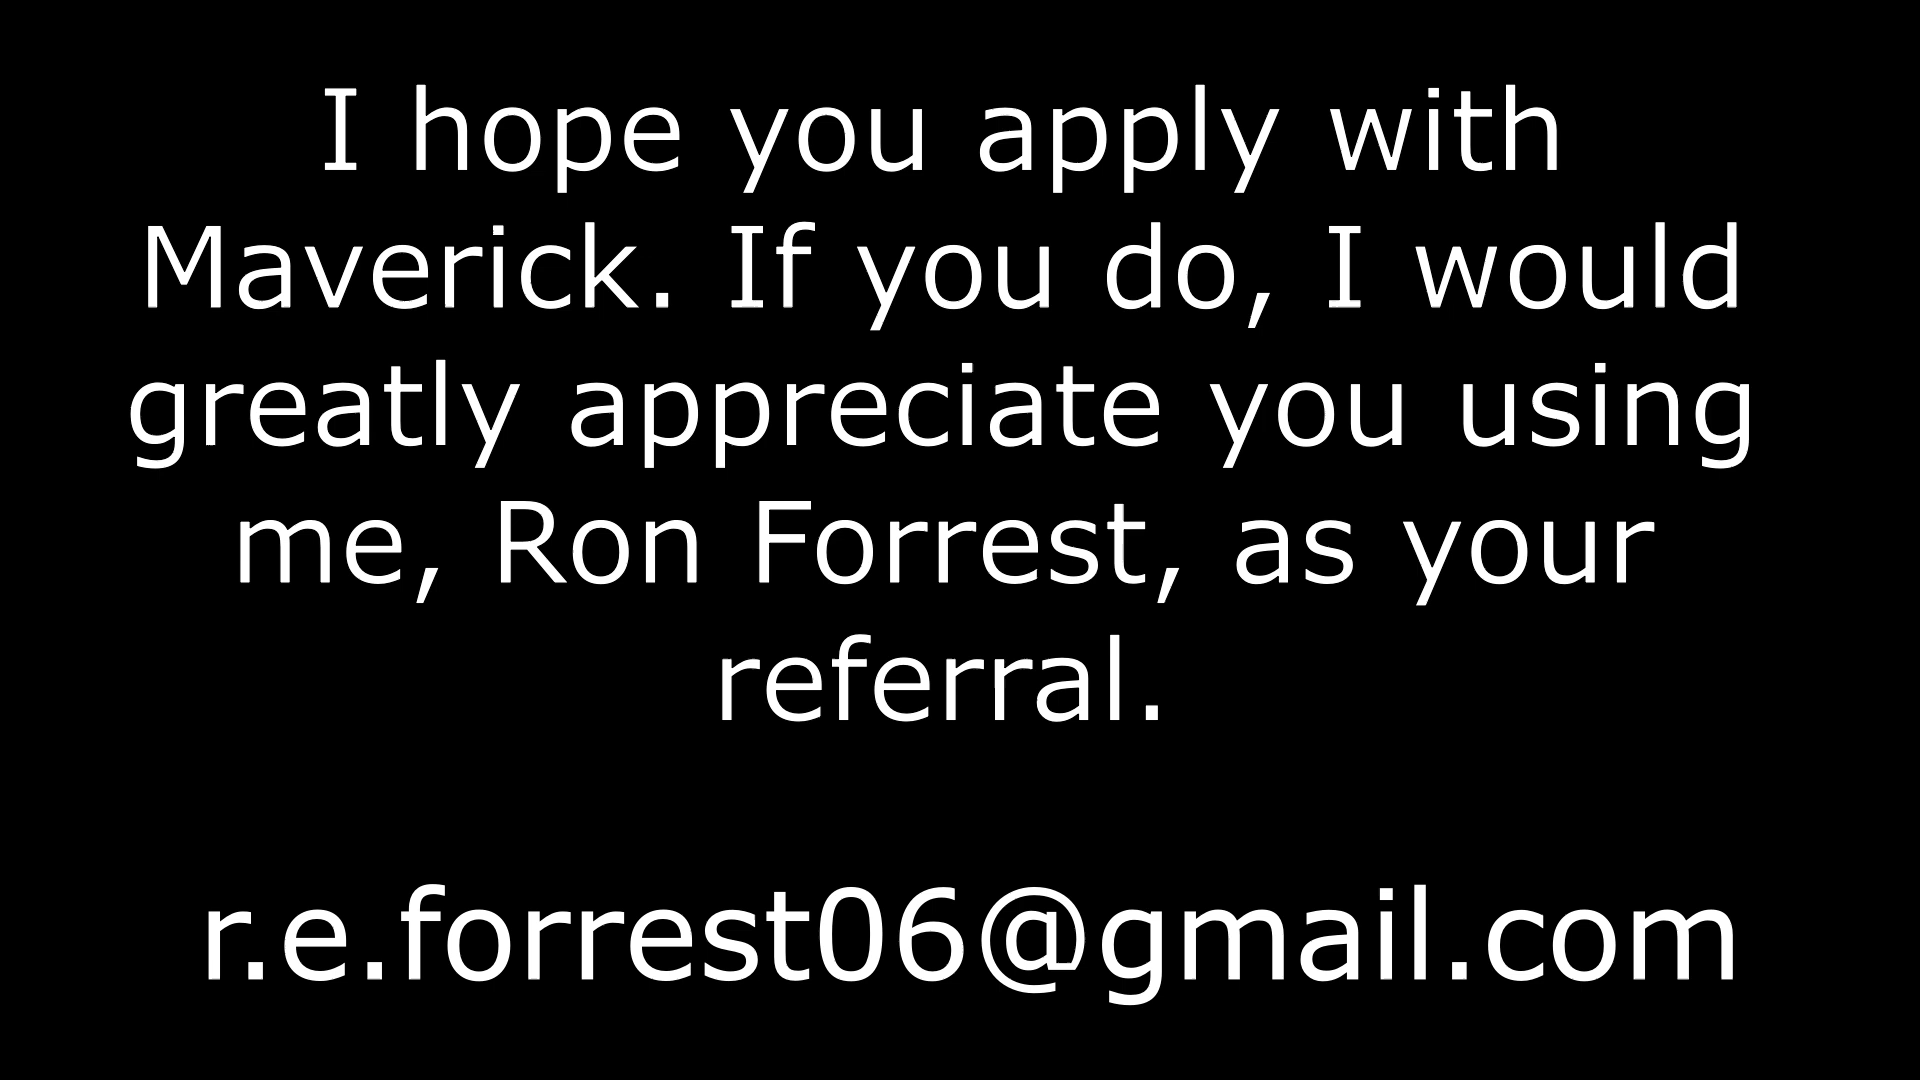 I hope you apply with
Maverick. If you do, I would
greatly appreciate you using
me, Ron Forrest, as your
referral.
r.e.forrest06@gmail.com